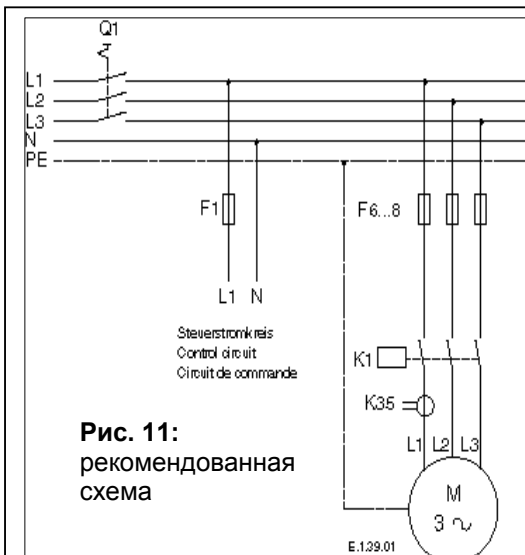 Q1
L1
L2
L3
N
PE
F1
F6...8
L1 N
Steuerstromkreis
Control circuit
Circuit de commande
K1
K35
L1 L2 L3
Рис. 11:
рекомендованная
схема
M
3 ~
E.1.39.01